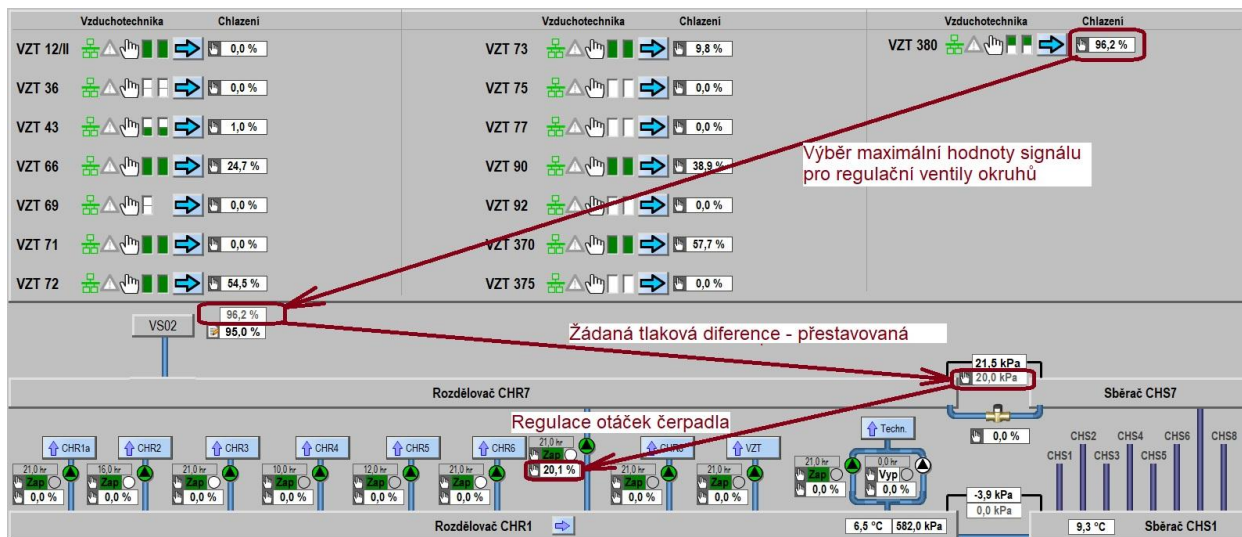 Vzduchotechnika Chlazeni Vzduchotechnika Chlazeni Vzduchotechnika Chlazeni
VZT 12/II 0,0 % VZT 73 9,8 % VZT 380 96,2 %
VZT 36 0,0 % VZT 75 0,0 %
VZT 43 1,0 % VZT 77 0,0 %
VZT 66 24,7 % VZT 90 38,9 %
Výběr maximální hodnoty signálu
pro regulační ventily okruhů
VZT 69 0,0 % VZT 92 0,0 %
VZT 71 0,0 % VZT 370 57,7 %
VZT 72 54,5 % VZT 375 0,0 %
96,2 %
VS02 95,0 %
Žádaná tlaková diference - přestavovaná
21,5 kPa
20,0 kPa
Rozdělovač CHR7 Sběrač CHS7
Regulace otáček čerpadla
0,0 %
CHR1a CHR2 CHR3 CHR4 CHR5 CHR6 VZT Techn.
CHS2 CHS4 CHS6 CHS8
CHS1 CHS3 CHS5
21,0 hr 16,0 hr 21,0 hr 10,0 hr 12,0 hr 21,0 hr 21,0 hr 21,0 hr 21,0 hr 21,0 hr 0,0 hr
Zap Zap Zap Zap Zap Zap Zap Zap Zap Zap Vyp
0,0 % 0,0 % 0,0 % 0,0 % 0,0 % 0,0 % 20,1 % 0,0 % 0,0 % 0,0 % 0,0 %
-3,9 kPa
0,0 kPa
Rozdělovač CHR1 6,5 °C 582,0 kPa 9,3 °C Sběrač CHS1